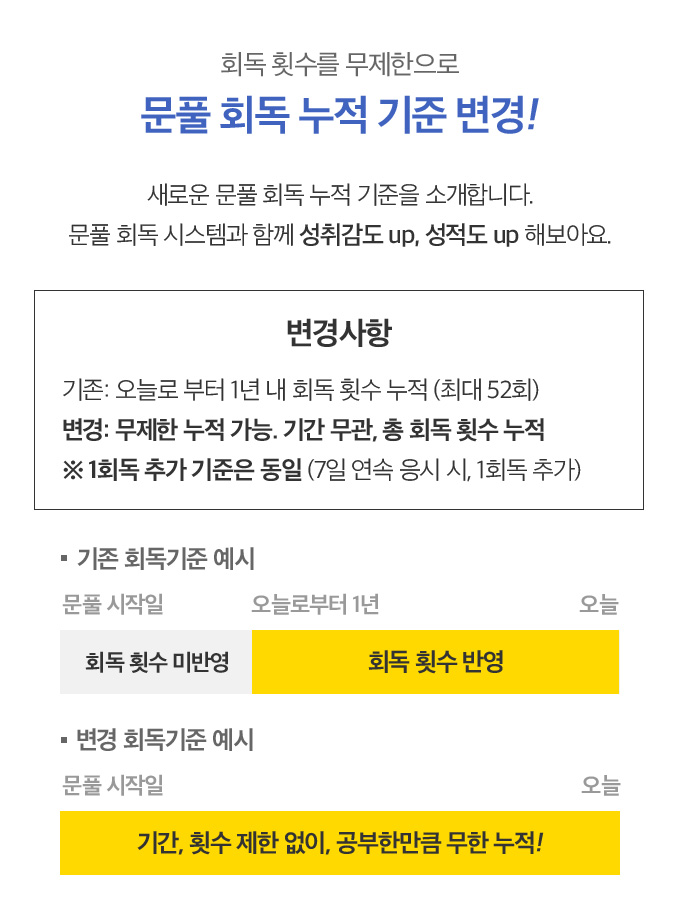 회독 횟수를 무제한으로
문풀 회독 누적 기준 변경!
새로운 문풀 회독 누적 기준을 소개합니다.
문풀 회독 시스템과 함께 성취감도 up, 성적도 up 해보아요.
변경사항
기존: 오늘로 부터 1년 내 회독 횟수 누적 (최대 52회)
변경: 무제한 누적 가능. 기간 무관, 총 회독 횟수 누적
※ 1회독 추가 기준은 동일 (7일 연속 응시 시, 1회독 추가)
▪ 기존 회독기준 예시
문풀 시작일 오늘로부터 1년 오늘
회독 횟수 미반영 회독 횟수 반영
▪ 변경 회독기준 예시
문풀 시작일 오늘
기간, 횟수 제한 없이, 공부한만큼 무한 누적!